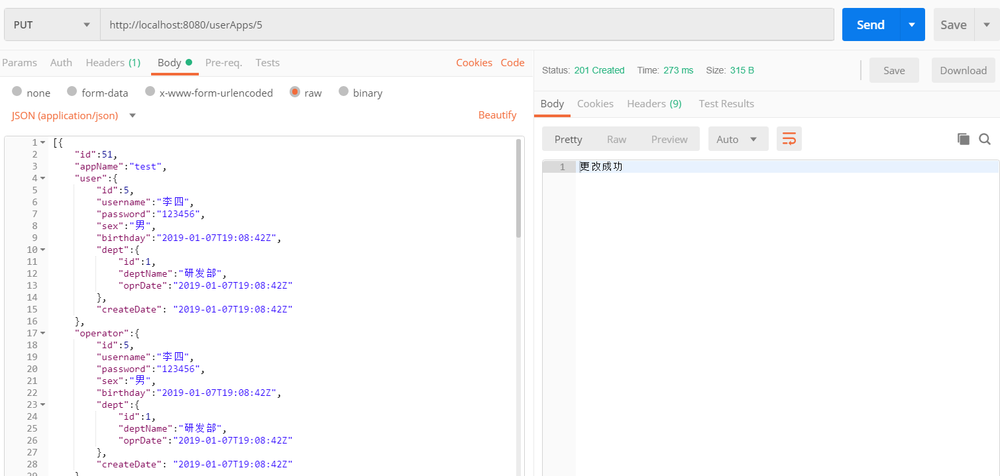 PUT
http://localhost:8080/userApps/5
Send
Save
Params Auth Headers (1) Body Pre-req. Tests Cookies Code
none form-data x-www-form-urlencoded raw binary
JSON (application/json) Beautify
1 [{
2 "id":51,
3 "appName":"test",
4 "user":{
5 "id":5,
6 "username":"李四",
7 "password":"123456",
8 "sex":"男",
9 "birthday":"2019-01-07T19:08:42Z",
10 "dept":{
11 "id":1,
12 "deptName":"研发部",
13 "oprDate":"2019-01-07T19:08:42Z"
14 },
15 "createDate": "2019-01-07T19:08:42Z"
16 },
17 "operator":{
18 "id":5,
19 "username":"李四",
20 "password":"123456",
21 "sex":"男",
22 "birthday":"2019-01-07T19:08:42Z",
23 "dept":{
24 "id":1,
25 "deptName":"研发部",
26 "oprDate":"2019-01-07T19:08:42Z"
27 },
28 "createDate": "2019-01-07T19:08:42Z"
29 }
Status: 201 Created Time: 273 ms Size: 315 B Save Download
Body Cookies Headers (9) Test Results
Pretty Raw Preview Auto
1 更改成功